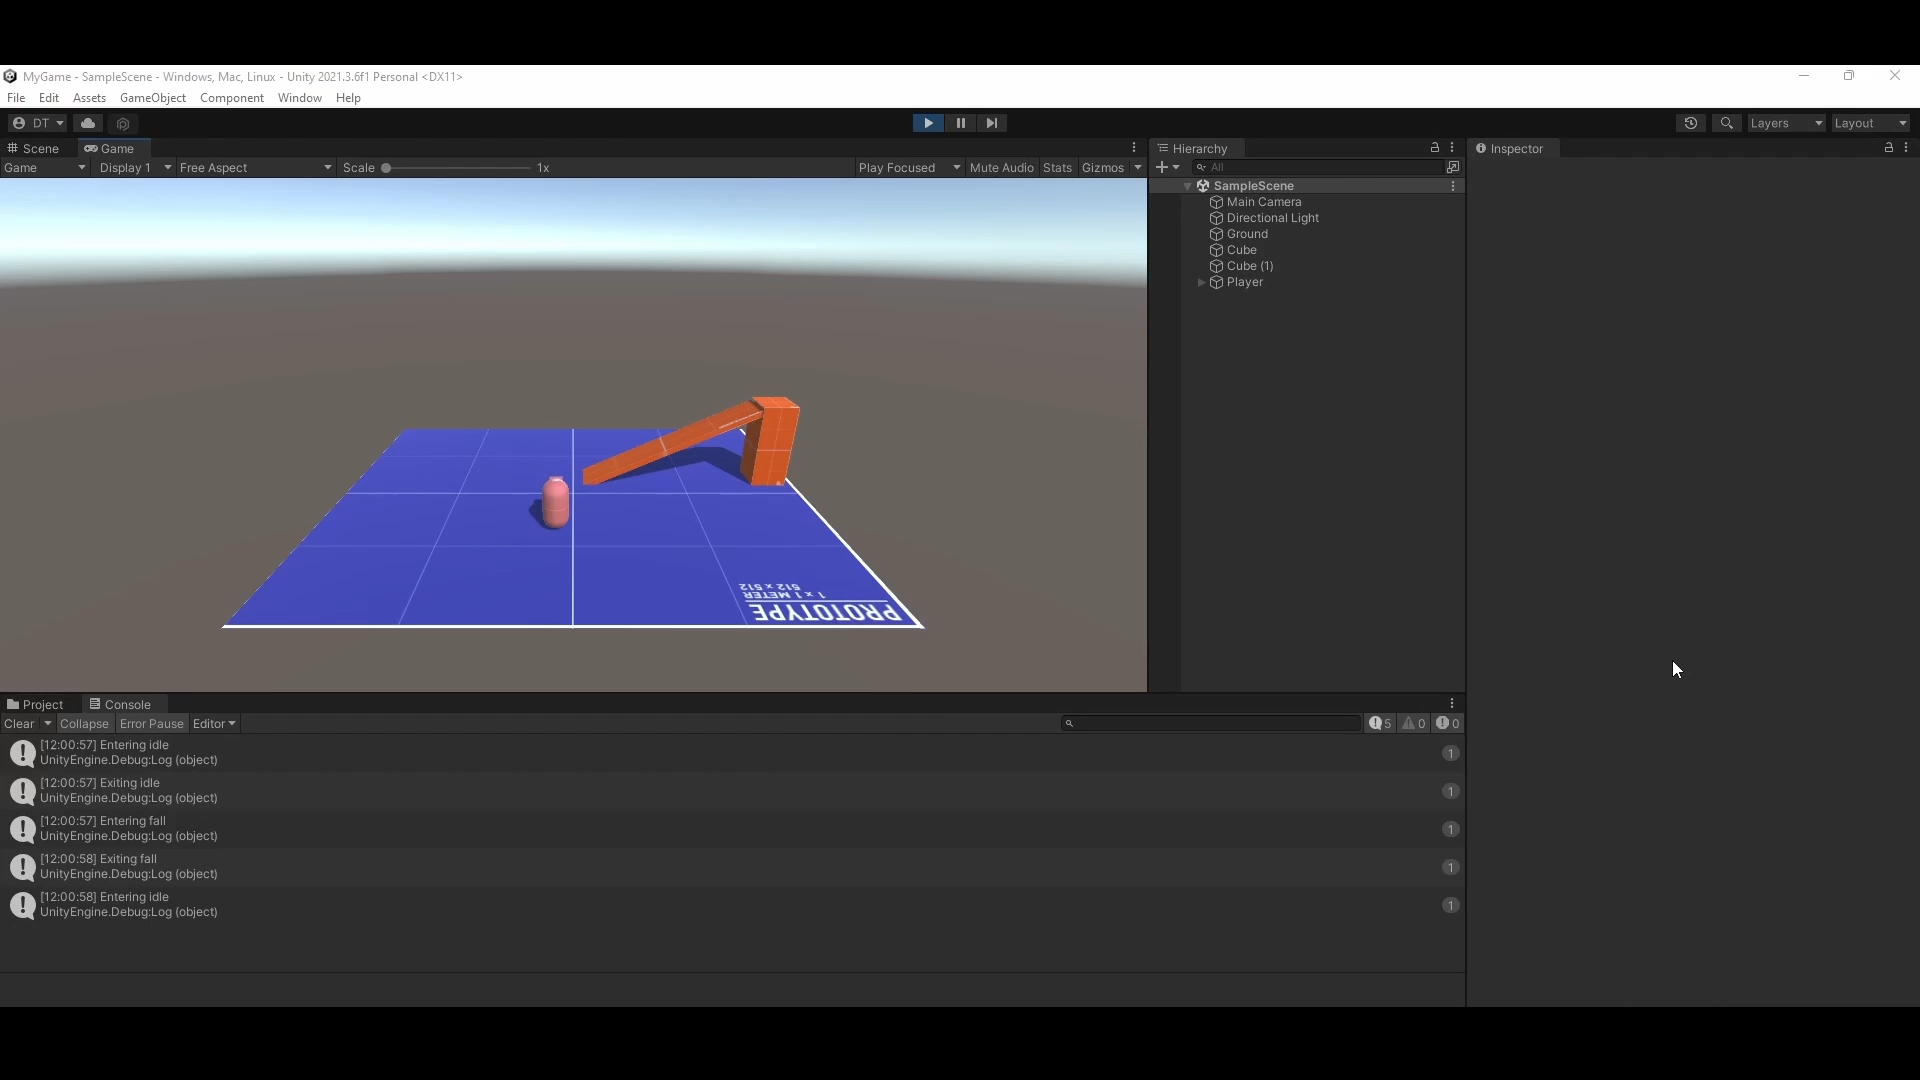 MyGame - SampleScene - Windows, Mac, Linux - Unity 2021.3.6f1 Personal <DX11>
File Edit Assets GameObject Component Window Help
DT Layers Layout
Scene Game Hierarchy Inspector
Game Display 1 Free Aspect Scale 1x Play Focused Mute Audio Stats Gizmos All
SampleScene
Main Camera
Directional Light
Ground
Cube
Cube (1)
Player
512 x 512
1 x 1 METER
PROTOTYPE
Project Console
Clear Collapse Error Pause Editor 5 0 0
[12:00:57] Entering idle
UnityEngine.Debug:Log (object) 1
[12:00:57] Exiting idle
UnityEngine.Debug:Log (object) 1
[12:00:57] Entering fall
UnityEngine.Debug:Log (object) 1
[12:00:58] Exiting fall
UnityEngine.Debug:Log (object) 1
[12:00:58] Entering idle
UnityEngine.Debug:Log (object) 1